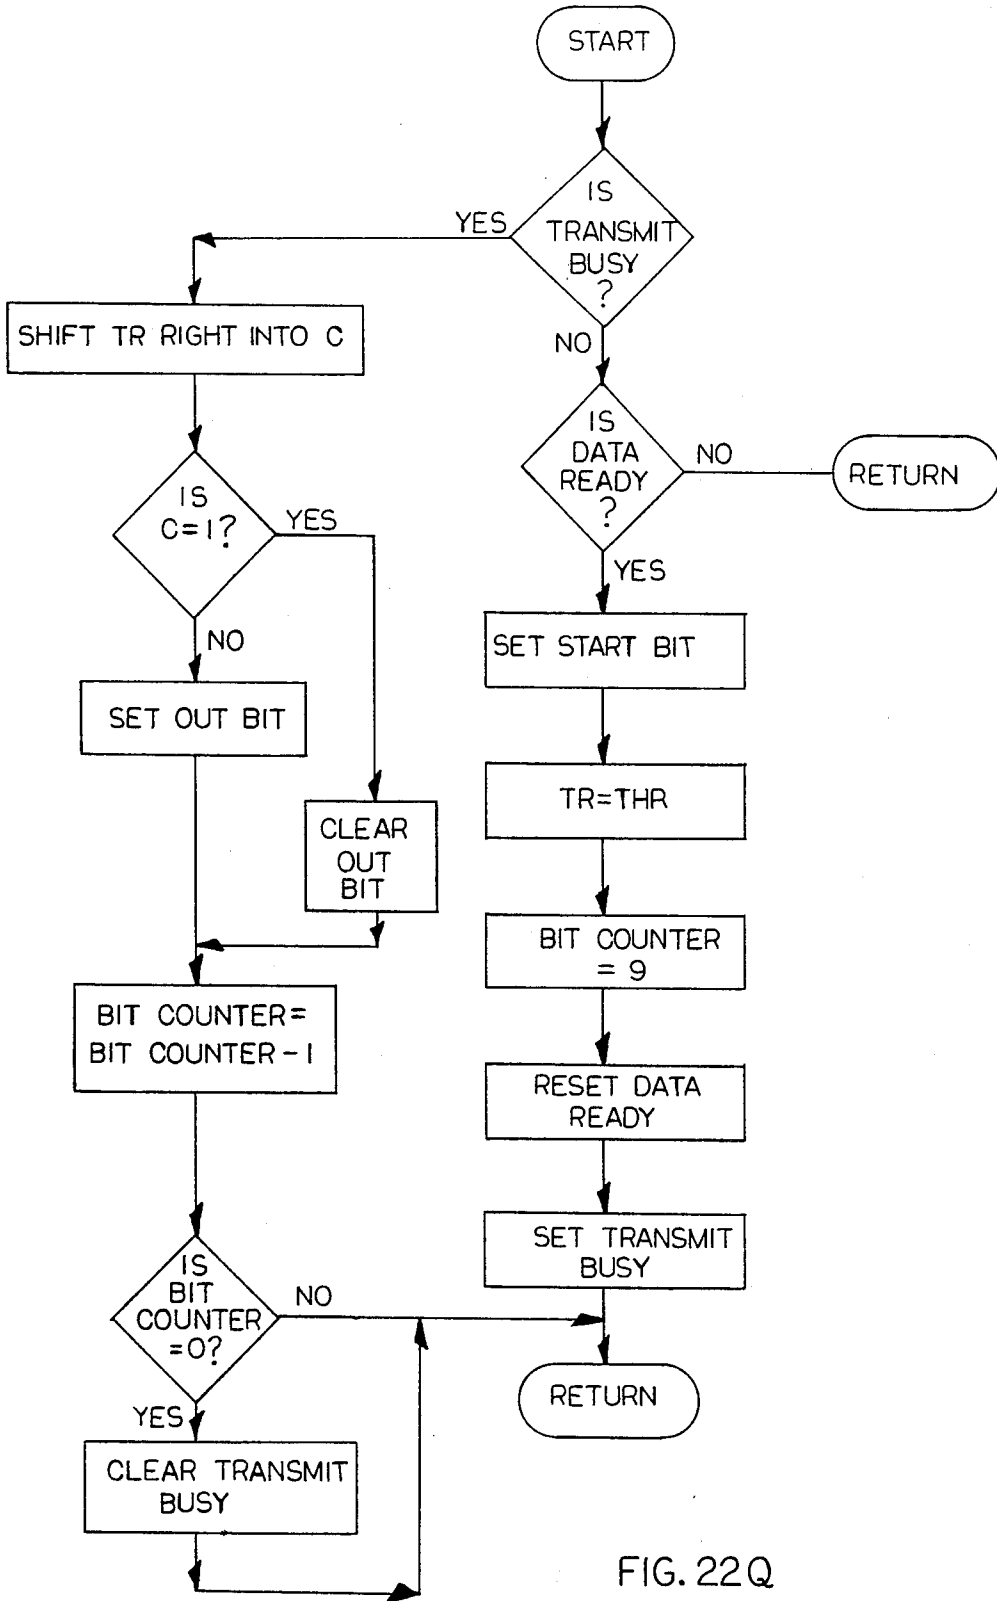 START
IS
TRANSMIT
BUSY
?
YES
NO
SHIFT TR RIGHT INTO C
IS
C=1?
YES
NO
SET OUT BIT
CLEAR
OUT
BIT
BIT COUNTER=
BIT COUNTER-1
IS
BIT
COUNTER
=0?
NO
YES
CLEAR TRANSMIT
BUSY
IS
DATA
READY
?
NO
RETURN
YES
SET START BIT
TR=THR
BIT COUNTER
= 9
RESET DATA
READY
SET TRANSMIT
BUSY
RETURN
FIG. 22Q